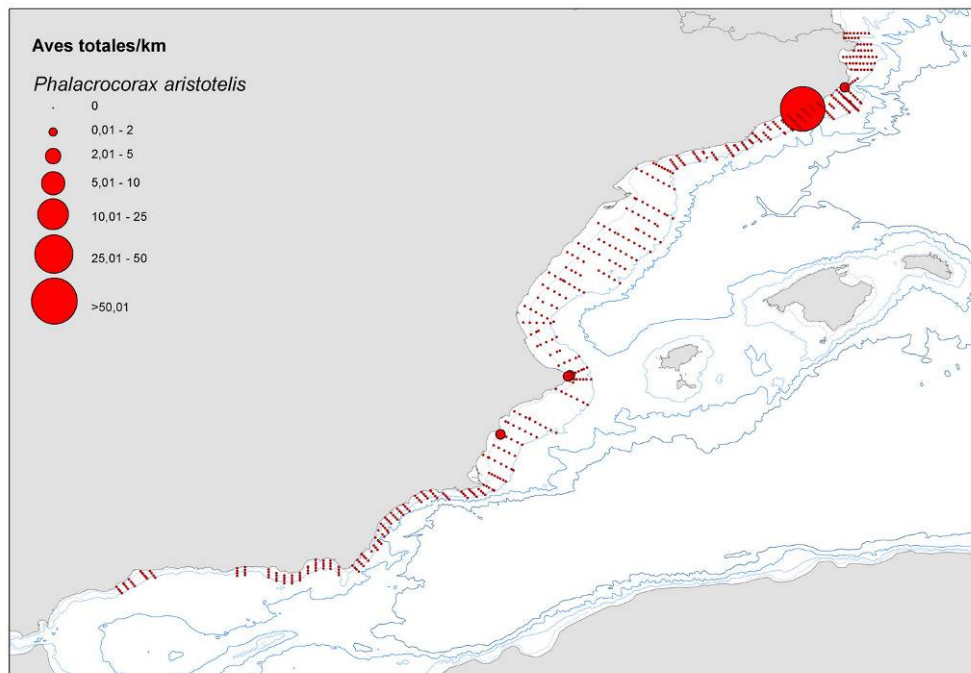 Aves totales/km
Phalacrocorax aristotelis
0
0,01 - 2
2,01 - 5
5,01 - 10
10,01 - 25
25,01 - 50
>50,01